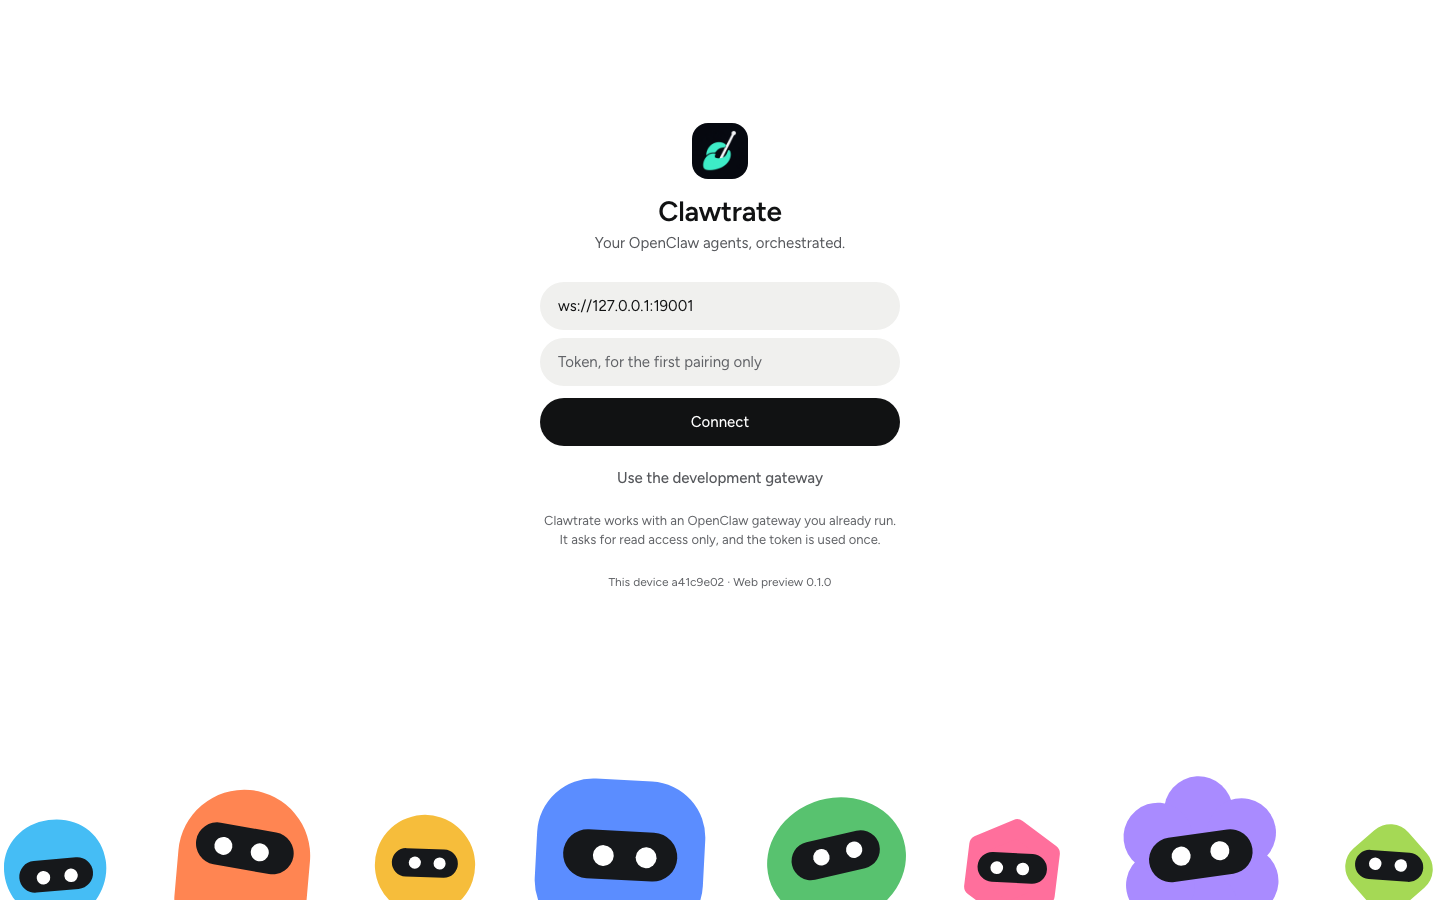 Clawtrate
Your OpenClaw agents, orchestrated.
ws://127.0.0.1:19001
Token, for the first pairing only
Connect
Use the development gateway
Clawtrate works with an OpenClaw gateway you already run.
It asks for read access only, and the token is used once.
This device a41c9e02 · Web preview 0.1.0